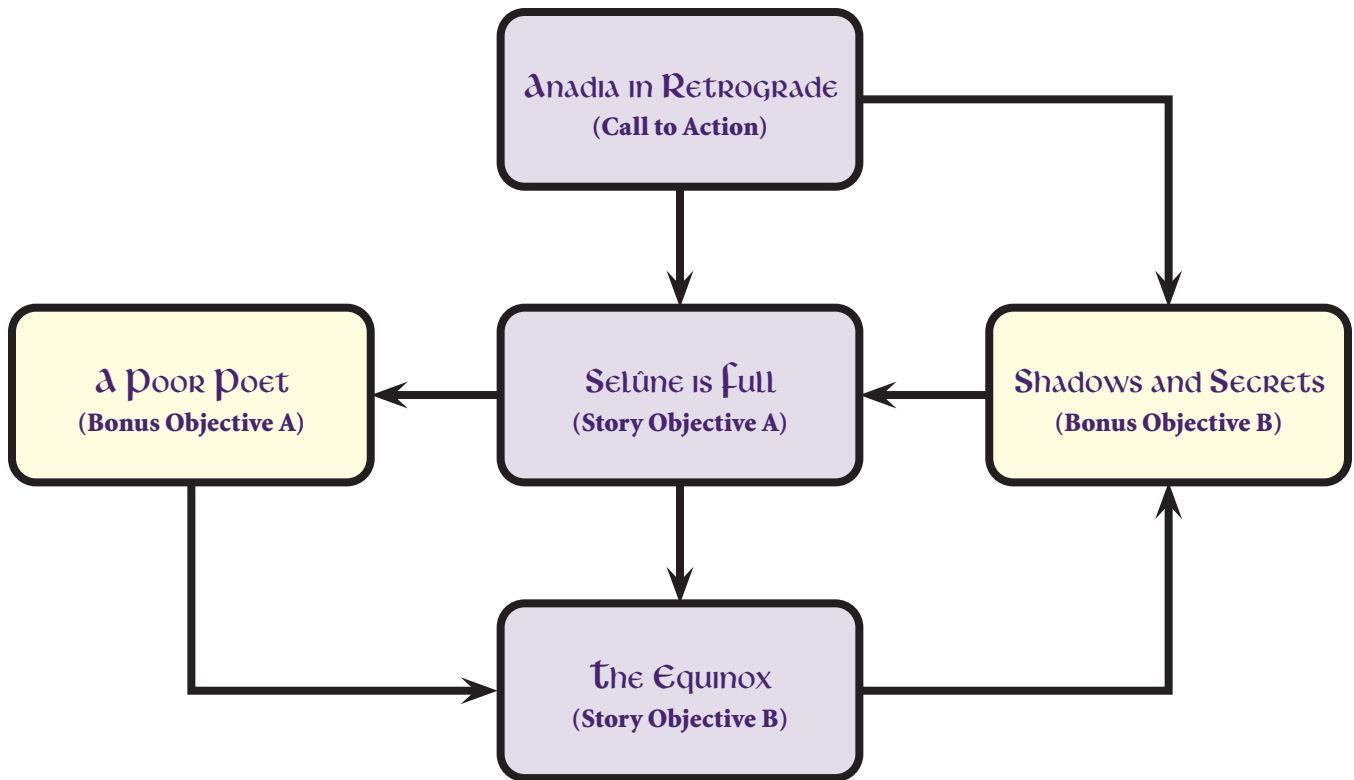 Anadia in Retrograde
(Call to Action)
A Poor Poet
(Bonus Objective A)
Selûne is Full
(Story Objective A)
Shadows and Secrets
(Bonus Objective B)
The Equinox
(Story Objective B)